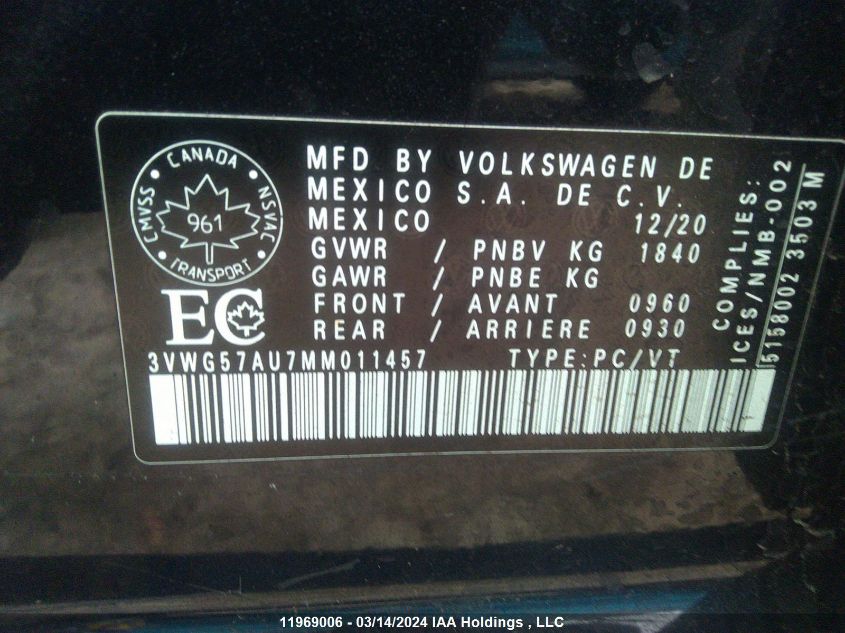 CANADA
CMVSS
NSVAC
961
TRANSPORT
EC
MFD BY VOLKSWAGEN DE
MEXICO S.A. DE C.V.
MEXICO 12/20
GVWR / PNBV KG 1840
GAWR / PNBE KG
FRONT / AVANT 0960
REAR / ARRIERE 0930
3VWG57AU7MM011457 TYPE:PC/VT
COMPLIES:
ICES/NMB-002
5158002 3503 M
11969006 - 03/14/2024 IAA Holdings , LLC